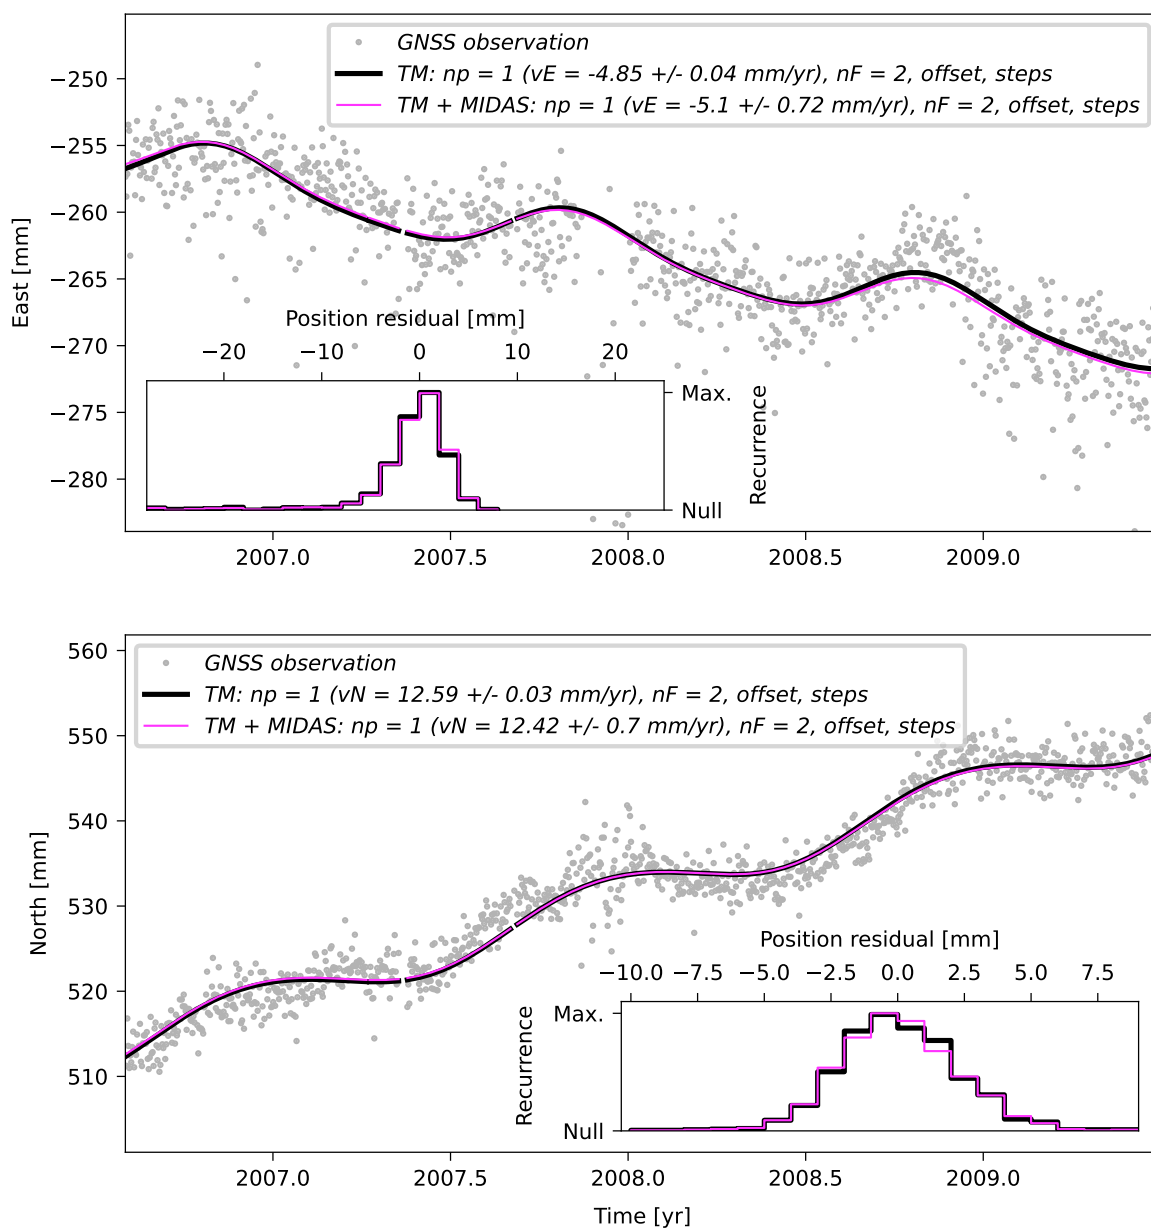 GNSS observation
TM: np = 1 (vE = -4.85 +/- 0.04 mm/yr), nF = 2, offset, steps
TM + MIDAS: np = 1 (vE = -5.1 +/- 0.72 mm/yr), nF = 2, offset, steps
−250
−255
−260
−265
−270
−275
−280
East [mm]
Position residual [mm]
−20 −10 0 10 20
Max.
Null
Recurrence
2007.0 2007.5 2008.0 2008.5 2009.0
GNSS observation
TM: np = 1 (vN = 12.59 +/- 0.03 mm/yr), nF = 2, offset, steps
TM + MIDAS: np = 1 (vN = 12.42 +/- 0.7 mm/yr), nF = 2, offset, steps
560
550
540
530
520
510
North [mm]
Position residual [mm]
−10.0 −7.5 −5.0 −2.5 0.0 2.5 5.0 7.5
Max.
Null
Recurrence
2007.0 2007.5 2008.0 2008.5 2009.0
Time [yr]